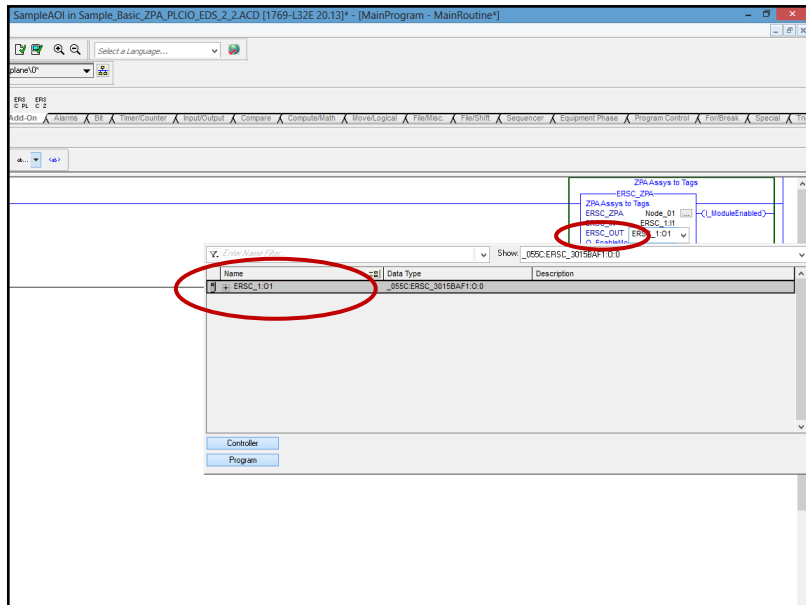 SampleAOI in Sample_Basic_ZPA_PLCIO_EDS_2_2.ACD [1769-L32E 20.13]* - [MainProgram - MainRoutine*]
Select a Language...
plane\0*
ERS ERS
C PL C Z
Add-On Alarms Bit Timer/Counter Input/Output Compare Compute/Math Move/Logical File/Misc. File/Shift Sequencer Equipment Phase Program Control For/Break Special
ab...
<ab>
ZPA Assys to Tags
ERSC_ZPA
ZPA Assys to Tags
ERSC_ZPA Node_01 ... (I_ModuleEnabled)
ERSC_1:I1
ERSC_OUT ERSC_1:O1
Enter Name Filter... Show: _055C:ERSC_3015BAF1:O:0
Name Data Type Description
ERSC_1:O1 _055C:ERSC_3015BAF1:O:0
Controller
Program